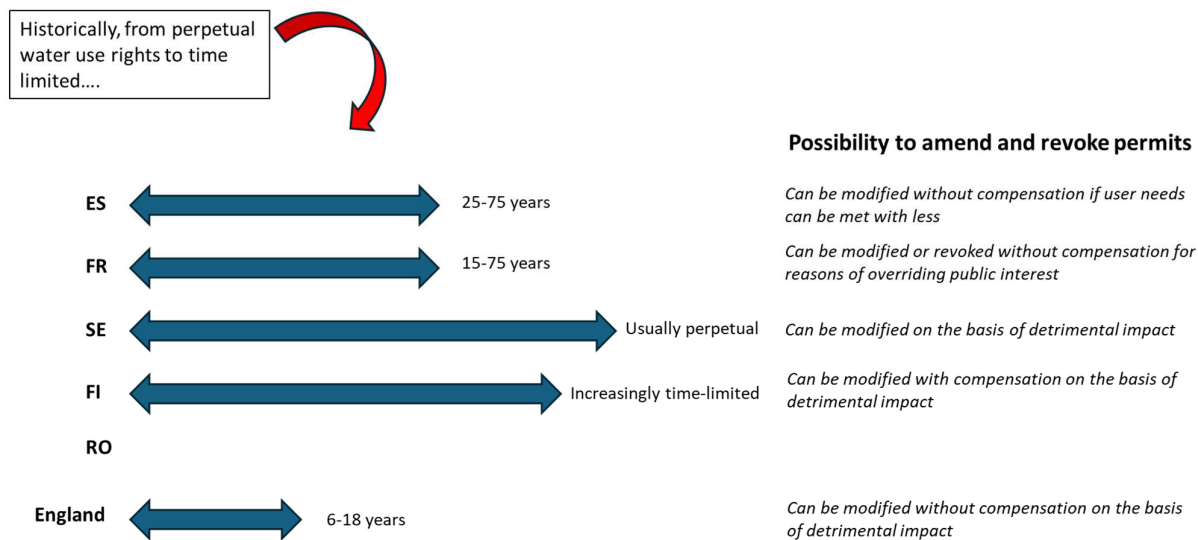 Historically, from perpetual
water use rights to time
limited....
Possibility to amend and revoke permits
ES
25-75 years
Can be modified without compensation if user needs
can be met with less
FR
15-75 years
Can be modified or revoked without compensation for
reasons of overriding public interest
SE
Usually perpetual
Can be modified on the basis of detrimental impact
FI
Increasingly time-limited
Can be modified with compensation on the basis of
detrimental impact
RO
England
6-18 years
Can be modified without compensation on the basis
of detrimental impact